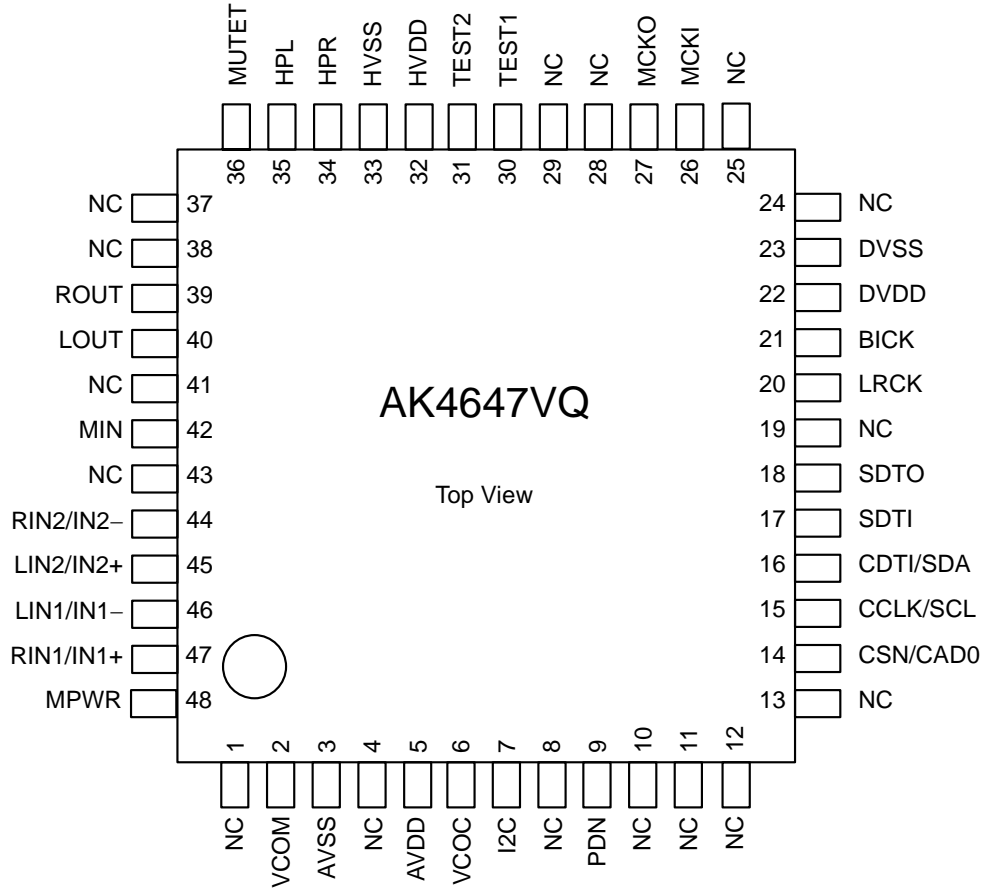 MUTET HPL HPR HVSS HVDD TEST2 TEST1 NC NC MCKO MCKI NC
36 35 34 33 32 31 30 29 28 27 26 25
NC 37 24 NC
NC 38 23 DVSS
ROUT 39 22 DVDD
LOUT 40 21 BICK
NC 41 20 LRCK
AK4647VQ
MIN 42 19 NC
NC 43 18 SDTO
Top View
RIN2/IN2− 44 17 SDTI
LIN2/IN2+ 45 16 CDTI/SDA
LIN1/IN1− 46 15 CCLK/SCL
RIN1/IN1+ 47 14 CSN/CAD0
MPWR 48 13 NC
1 2 3 4 5 6 7 8 9 10 11 12
NC VCOM AVSS NC AVDD VCOC I2C NC PDN NC NC NC